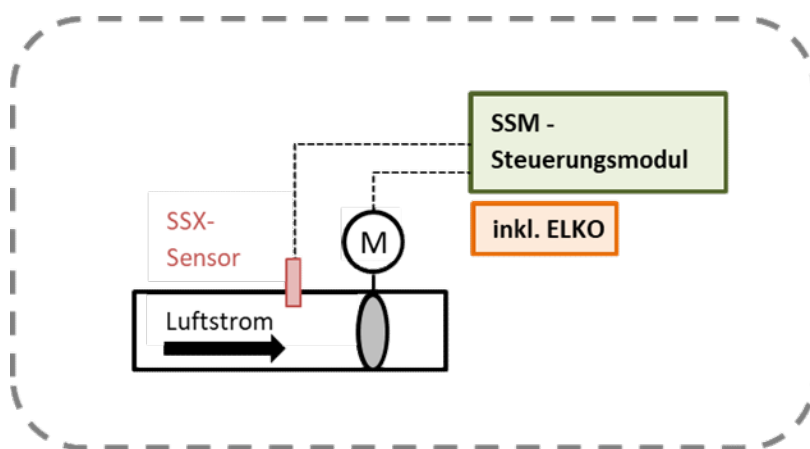 SSM -
Steuerungsmodul
inkl. ELKO
SSX-
Sensor
M
Luftstrom